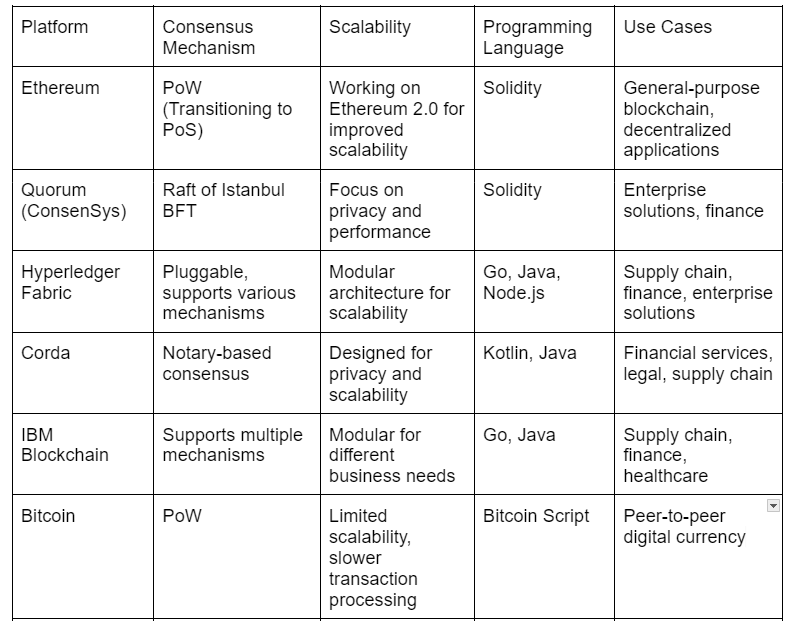 Platform
Consensus
Mechanism
Scalability
Programming
Language
Use Cases
Ethereum
PoW
(Transitioning to
PoS)
Working on
Ethereum 2.0 for
improved
scalability
Solidity
General-purpose
blockchain,
decentralized
applications
Quorum
(ConsenSys)
Raft of Istanbul
BFT
Focus on
privacy and
performance
Solidity
Enterprise
solutions, finance
Hyperledger
Fabric
Pluggable,
supports various
mechanisms
Modular
architecture for
scalability
Go, Java,
Node.js
Supply chain,
finance, enterprise
solutions
Corda
Notary-based
consensus
Designed for
privacy and
scalability
Kotlin, Java
Financial services,
legal, supply chain
IBM
Blockchain
Supports multiple
mechanisms
Modular for
different
business needs
Go, Java
Supply chain,
finance,
healthcare
Bitcoin
PoW
Limited
scalability,
slower
transaction
processing
Bitcoin Script
Peer-to-peer
digital currency